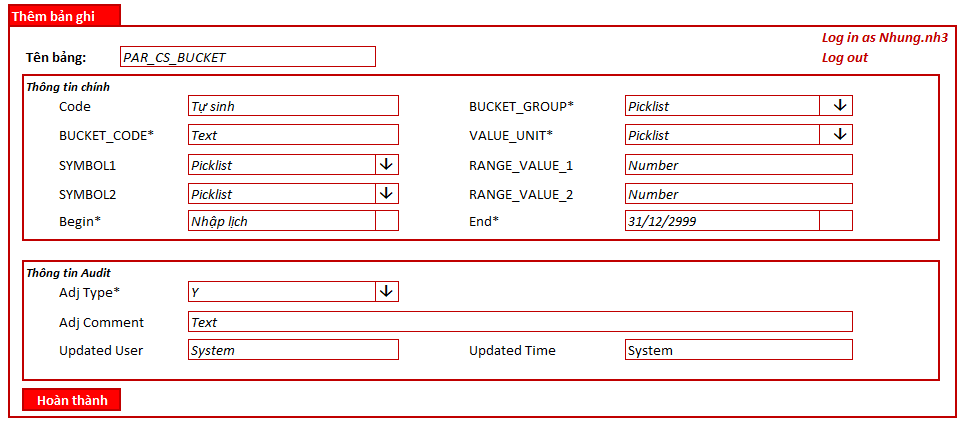 Thêm bản ghi
Log in as Nhung.nh3
Tên bảng: PAR_CS_BUCKET Log out
Thông tin chính
Code Tự sinh BUCKET_GROUP* Picklist
BUCKET_CODE* Text VALUE_UNIT* Picklist
SYMBOL1 Picklist RANGE_VALUE_1 Number
SYMBOL2 Picklist RANGE_VALUE_2 Number
Begin* Nhập lịch End* 31/12/2999
Thông tin Audit
Adj Type* Y
Adj Comment Text
Updated User System Updated Time System
Hoàn thành